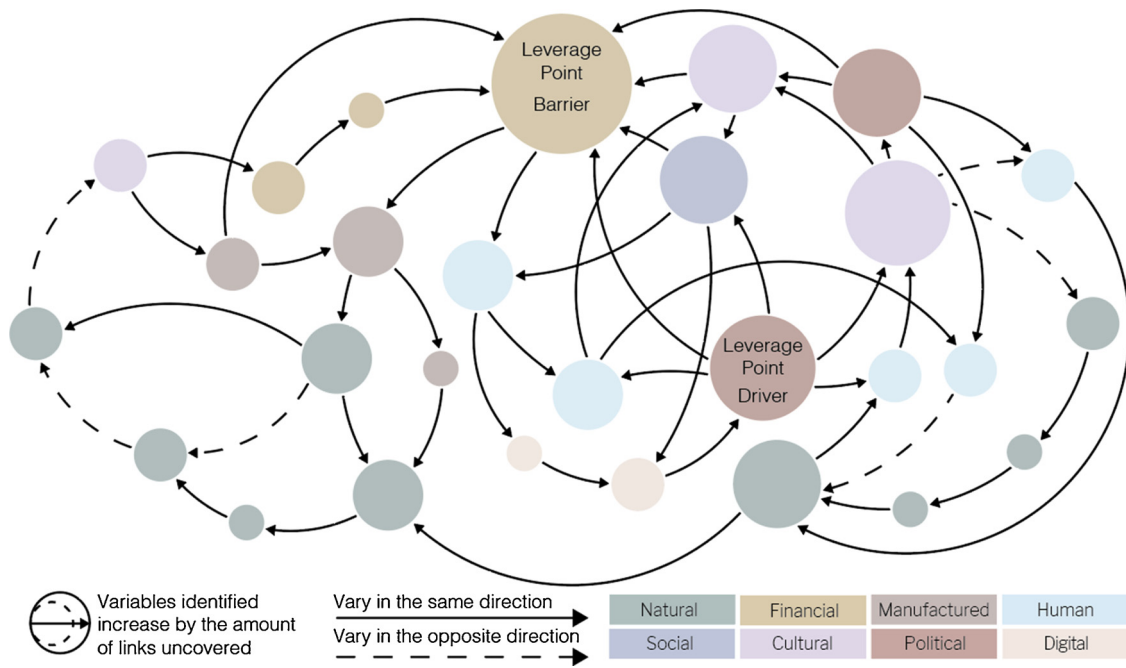 Leverage
Point
Barrier
Leverage
Point
Driver
Variables identified
increase by the amount
of links uncovered
Vary in the same direction
Vary in the opposite direction
Natural
Financial
Manufactured
Human
Social
Cultural
Political
Digital